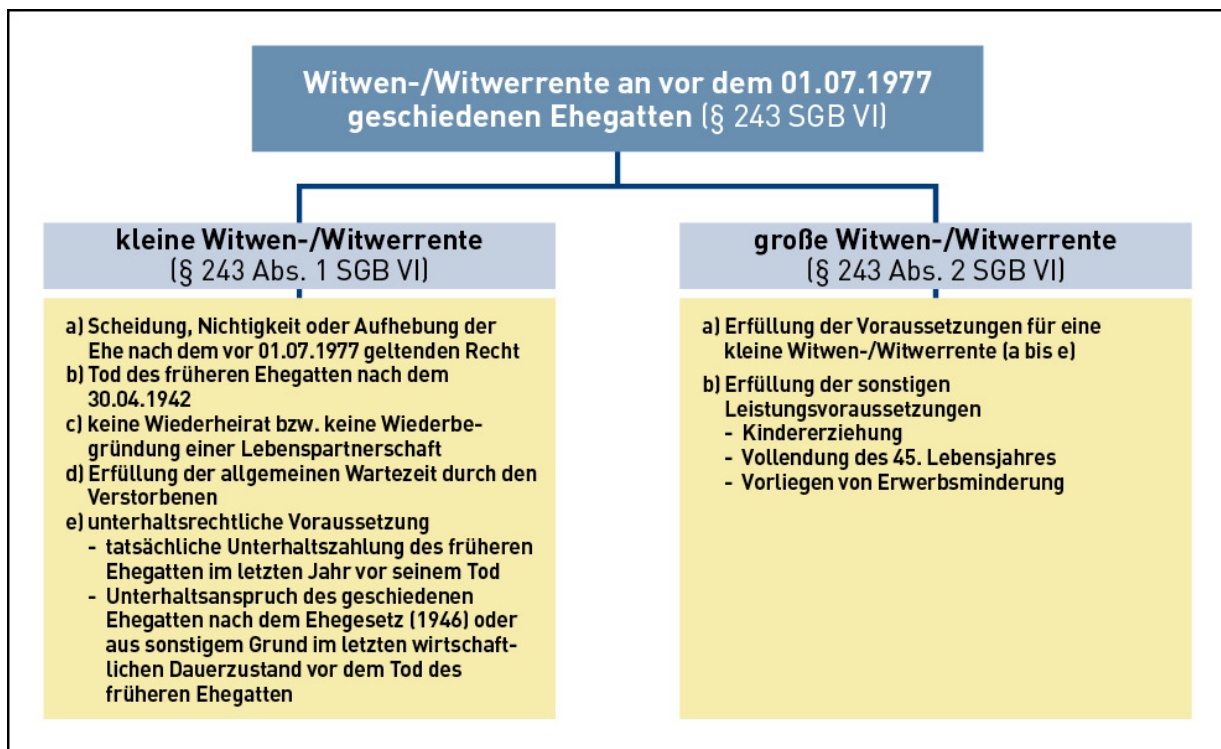 Witwen-/Witwerrente an vor dem 01.07.1977
geschiedenen Ehegatten (§ 243 SGB VI)
kleine Witwen-/Witwerrente
(§ 243 Abs. 1 SGB VI)
a) Scheidung, Nichtigkeit oder Aufhebung der
Ehe nach dem vor 01.07.1977 geltenden Recht
b) Tod des früheren Ehegatten nach dem
30.04.1942
c) keine Wiederheirat bzw. keine Wiederbe-
gründung einer Lebenspartnerschaft
d) Erfüllung der allgemeinen Wartezeit durch den
Verstorbenen
e) unterhaltsrechtliche Voraussetzung
- tatsächliche Unterhaltszahlung des früheren
Ehegatten im letzten Jahr vor seinem Tod
- Unterhaltsanspruch des geschiedenen
Ehegatten nach dem Ehegesetz (1946) oder
aus sonstigem Grund im letzten wirtschaft-
lichen Dauerzustand vor dem Tod des
früheren Ehegatten
große Witwen-/Witwerrente
(§ 243 Abs. 2 SGB VI)
a) Erfüllung der Voraussetzungen für eine
kleine Witwen-/Witwerrente (a bis e)
b) Erfüllung der sonstigen
Leistungsvoraussetzungen
- Kindererziehung
- Vollendung des 45. Lebensjahres
- Vorliegen von Erwerbsminderung